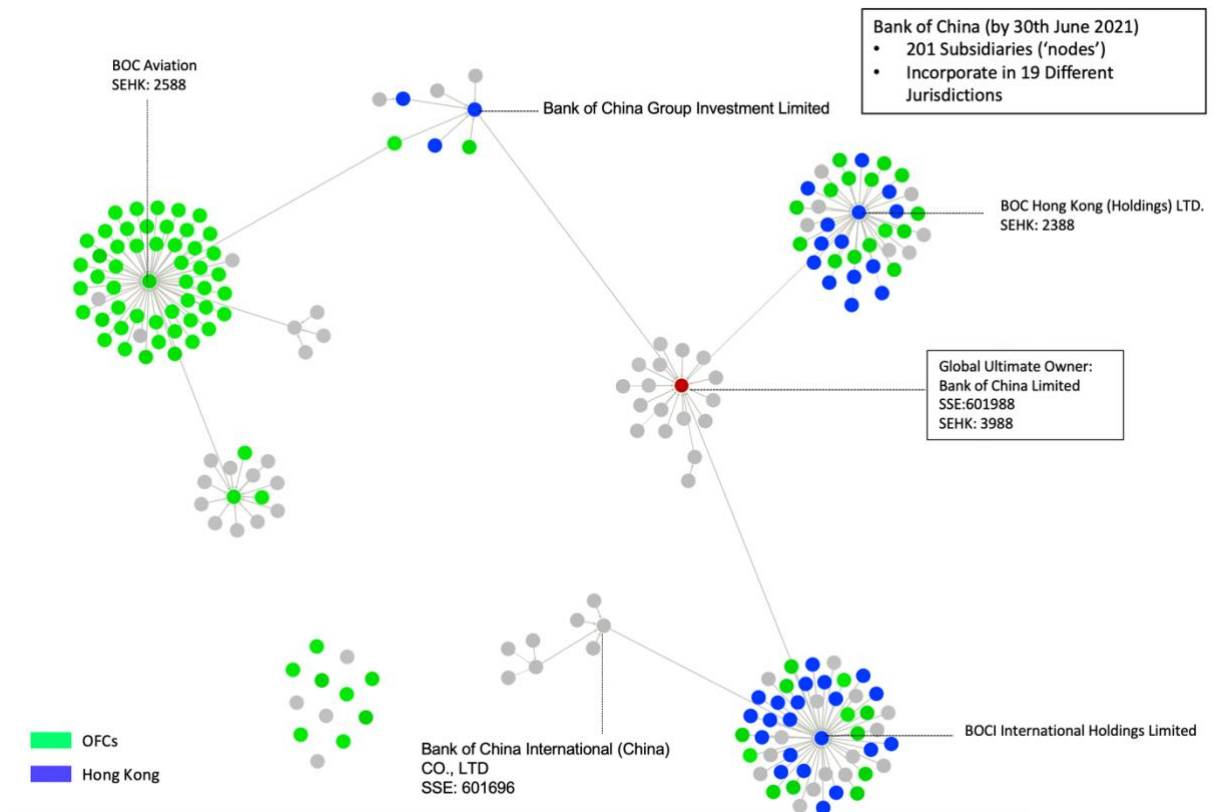 Bank of China (by 30th June 2021)
• 201 Subsidiaries (‘nodes’)
• Incorporate in 19 Different
Jurisdictions
BOC Aviation
SEHK: 2588
Bank of China Group Investment Limited
BOC Hong Kong (Holdings) LTD.
SEHK: 2388
Global Ultimate Owner:
Bank of China Limited
SSE:601988
SEHK: 3988
Bank of China International (China)
CO., LTD
SSE: 601696
BOCI International Holdings Limited
OFCs
Hong Kong